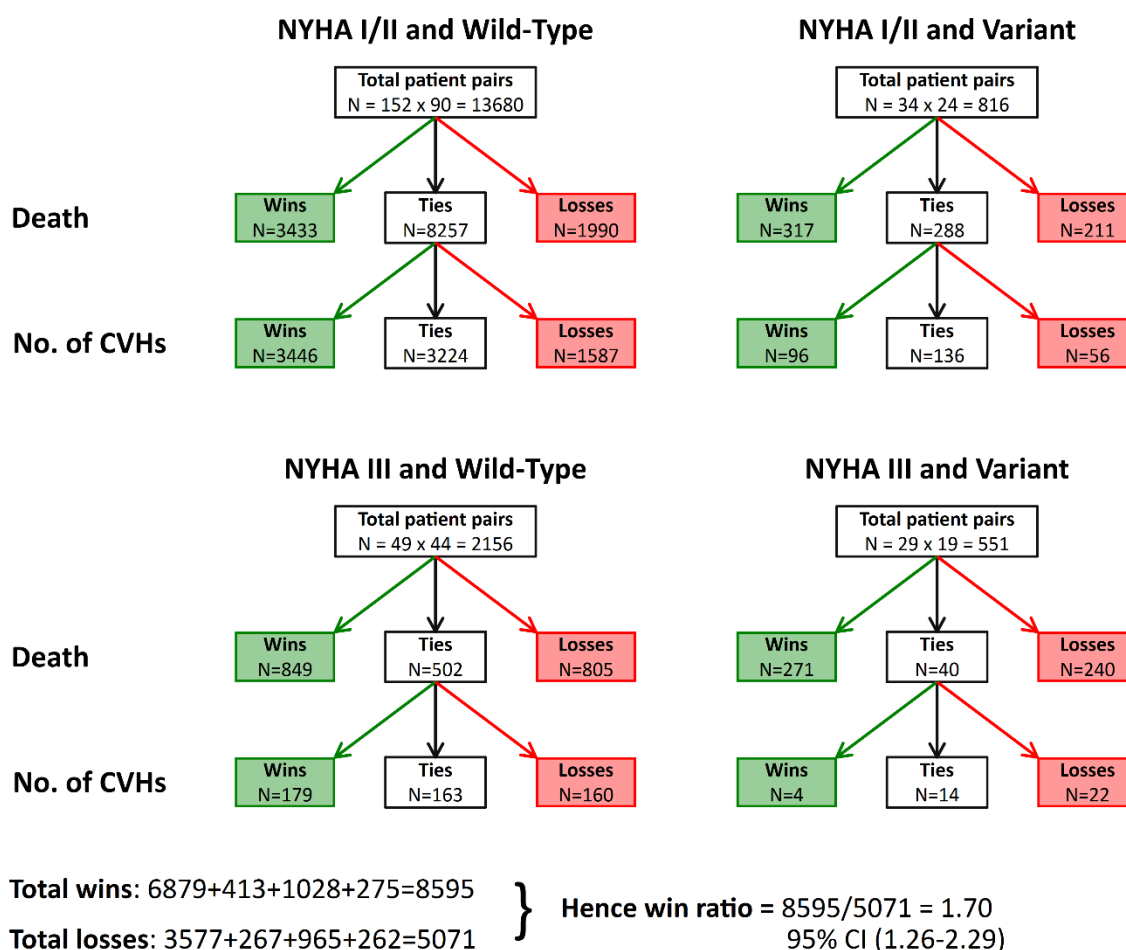 NYHA I/II and Wild-Type
Total patient pairs
N = 152 x 90 = 13680
Death
Wins
N=3433
Ties
N=8257
Losses
N=1990
No. of CVHs
Wins
N=3446
Ties
N=3224
Losses
N=1587
NYHA I/II and Variant
Total patient pairs
N = 34 x 24 = 816
Wins
N=317
Ties
N=288
Losses
N=211
Wins
N=96
Ties
N=136
Losses
N=56
NYHA III and Wild-Type
Total patient pairs
N = 49 x 44 = 2156
Death
Wins
N=849
Ties
N=502
Losses
N=805
No. of CVHs
Wins
N=179
Ties
N=163
Losses
N=160
NYHA III and Variant
Total patient pairs
N = 29 x 19 = 551
Wins
N=271
Ties
N=40
Losses
N=240
Wins
N=4
Ties
N=14
Losses
N=22
Total wins: 6879+413+1028+275=8595
Total losses: 3577+267+965+262=5071
}
Hence win ratio = 8595/5071 = 1.70
95% CI (1.26-2.29)